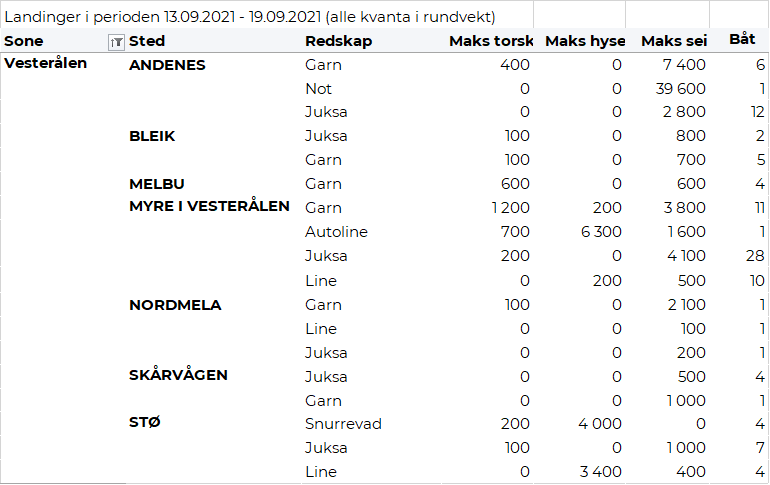 Landinger i perioden 13.09.2021 - 19.09.2021 (alle kvanta i rundvekt)
Sone Sted Redskap Maks torsk Maks hyse Maks sei Båt
Vesterålen ANDENES Garn 400 0 7 400 6
Not 0 0 39 600 1
Juksa 0 0 2 800 12
BLEIK Juksa 100 0 800 2
Garn 100 0 700 5
MELBU Garn 600 0 600 4
MYRE I VESTERÅLEN Garn 1 200 200 3 800 11
Autoline 700 6 300 1 600 1
Juksa 200 0 4 100 28
Line 0 200 500 10
NORDMELA Garn 100 0 2 100 1
Line 0 0 100 1
Juksa 0 0 200 1
SKÅRVÅGEN Juksa 0 0 500 4
Garn 0 0 1 000 1
STØ Snurrevad 200 4 000 0 4
Juksa 100 0 1 000 7
Line 0 3 400 400 4